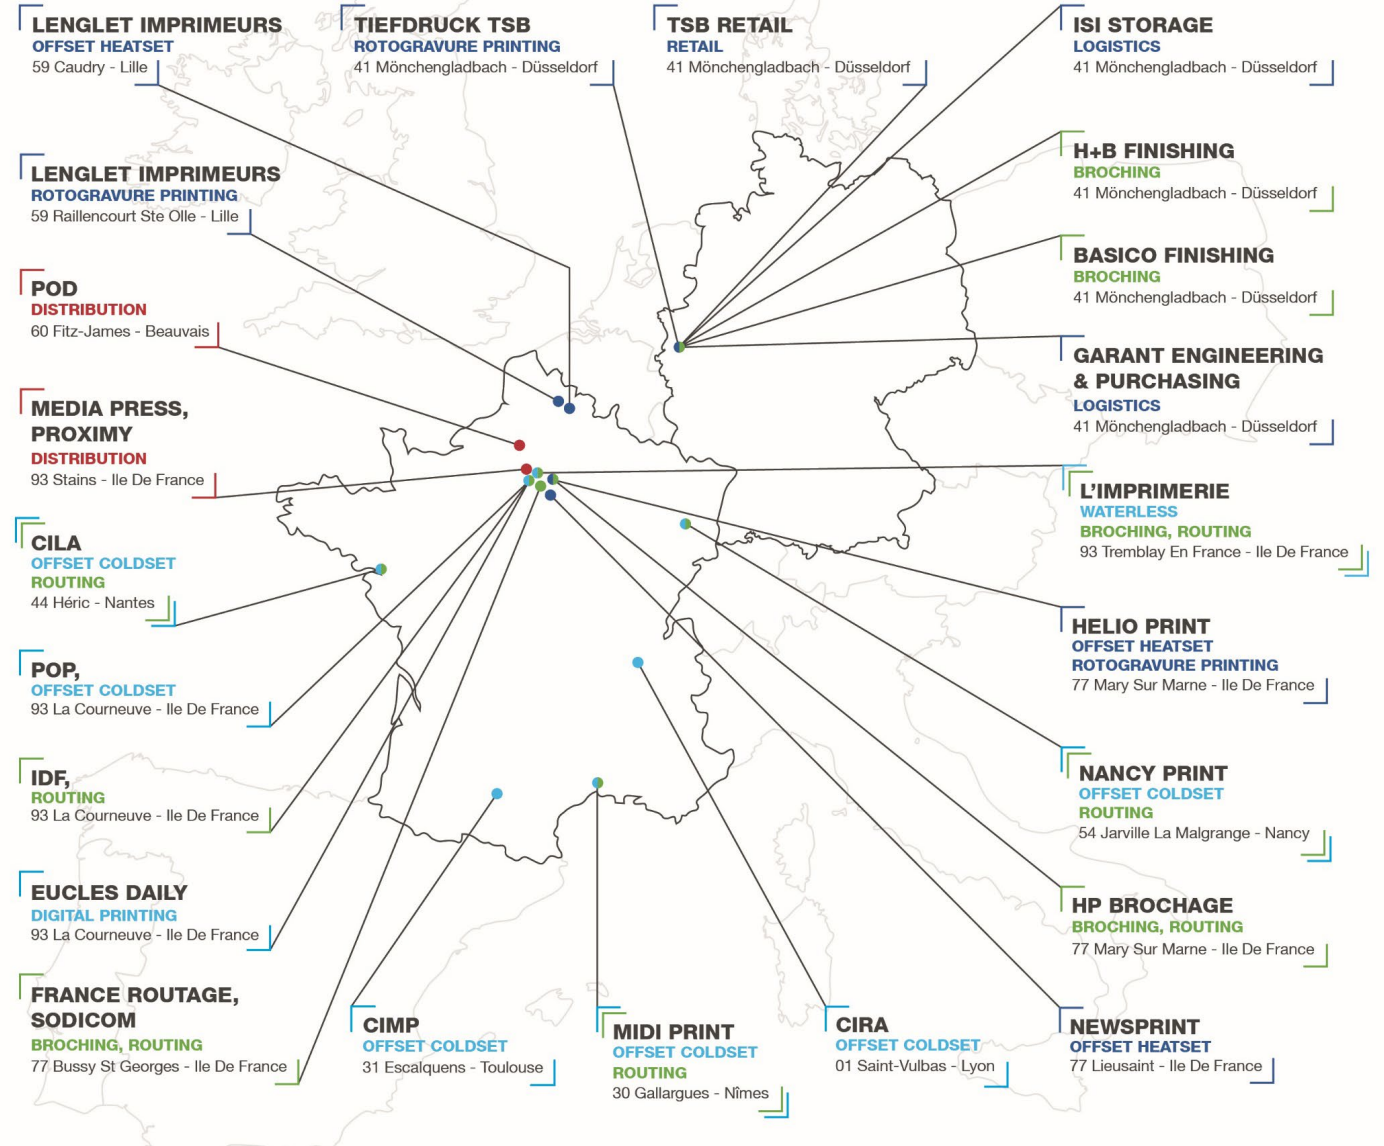 LENGLET IMPRIMEURS
OFFSET HEATSET
59 Caudry - Lille
TIEFDRUCK TSB
ROTOGRAVURE PRINTING
41 Mönchengladbach - Düsseldorf
TSB RETAIL
RETAIL
41 Mönchengladbach - Düsseldorf
ISI STORAGE
LOGISTICS
41 Mönchengladbach - Düsseldorf
LENGLET IMPRIMEURS
ROTOGRAVURE PRINTING
59 Raillencourt Ste Olle - Lille
H+B FINISHING
BROCHING
41 Mönchengladbach - Düsseldorf
POD
DISTRIBUTION
60 Fitz-James - Beauvais
BASICO FINISHING
BROCHING
41 Mönchengladbach - Düsseldorf
MEDIA PRESS,
PROXIMY
DISTRIBUTION
93 Stains - Ile De France
GARANT ENGINEERING
& PURCHASING
LOGISTICS
41 Mönchengladbach - Düsseldorf
CILA
OFFSET COLDSET
ROUTING
44 Héric - Nantes
L'IMPRIMERIE
WATERLESS
BROCHING, ROUTING
93 Tremblay En France - Ile De France
POP,
OFFSET COLDSET
93 La Courneuve - Ile De France
HELIO PRINT
OFFSET HEATSET
ROTOGRAVURE PRINTING
77 Mary Sur Marne - Ile De France
IDF,
ROUTING
93 La Courneuve - Ile De France
NANCY PRINT
OFFSET COLDSET
ROUTING
54 Jarville La Malgrange - Nancy
EUCLES DAILY
DIGITAL PRINTING
93 La Courneuve - Ile De France
HP BROCHAGE
BROCHING, ROUTING
77 Mary Sur Marne - Ile De France
FRANCE ROUTAGE,
SODICOM
BROCHING, ROUTING
77 Bussy St Georges - Ile De France
CIMP
OFFSET COLDSET
31 Escalquens - Toulouse
MIDI PRINT
OFFSET COLDSET
ROUTING
30 Gallargues - Nîmes
CIRA
OFFSET COLDSET
01 Saint-Vulbas - Lyon
NEWSPRINT
OFFSET HEATSET
77 Lieusaint - Ile De France